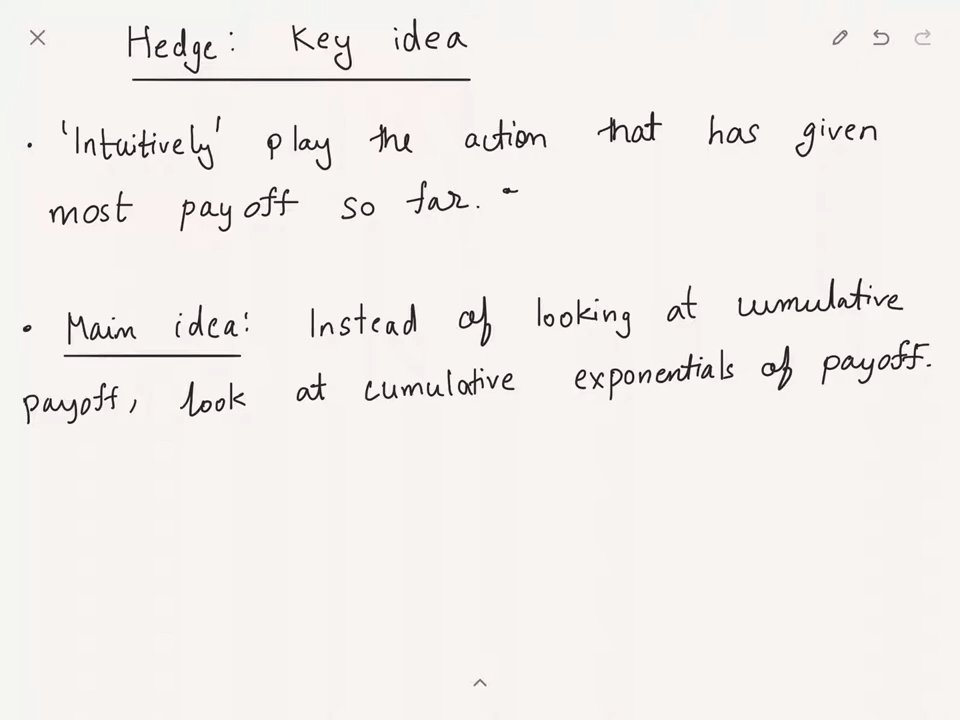 Hedge: Key idea
• 'Intuitively' play the action that has given
most payoff so far.
• Main idea: Instead of looking at cumulative
payoff, look at cumulative exponentials of payoff.